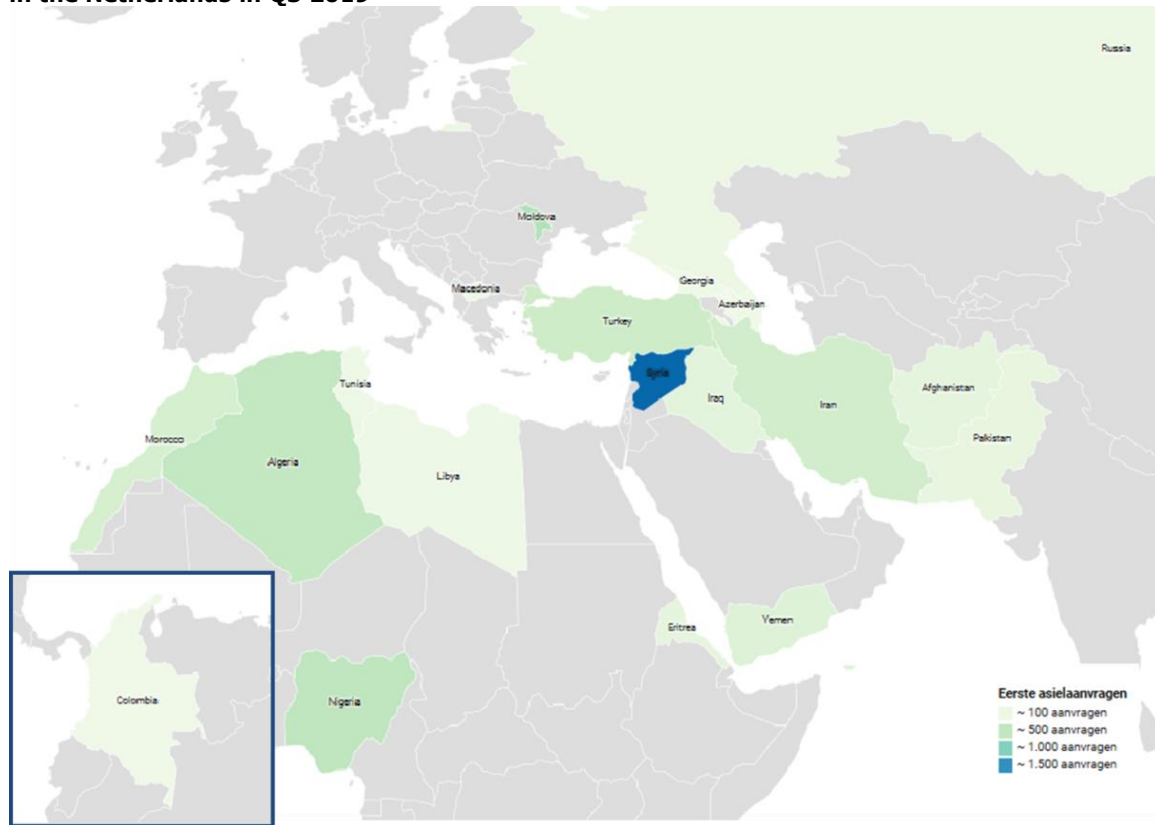 in the Netherlands in Q3 2019
Russia
Moldova
Macedonia
Georgia
Azerbaijan
Turkey
Syria
Tunisia
Iraq
Iran
Afghanistan
Pakistan
Morocco
Algeria
Libya
Eritrea
Yemen
Nigeria
Colombia
Eerste asielaanvragen
~ 100 aanvragen
~ 500 aanvragen
~ 1.000 aanvragen
~ 1.500 aanvragen